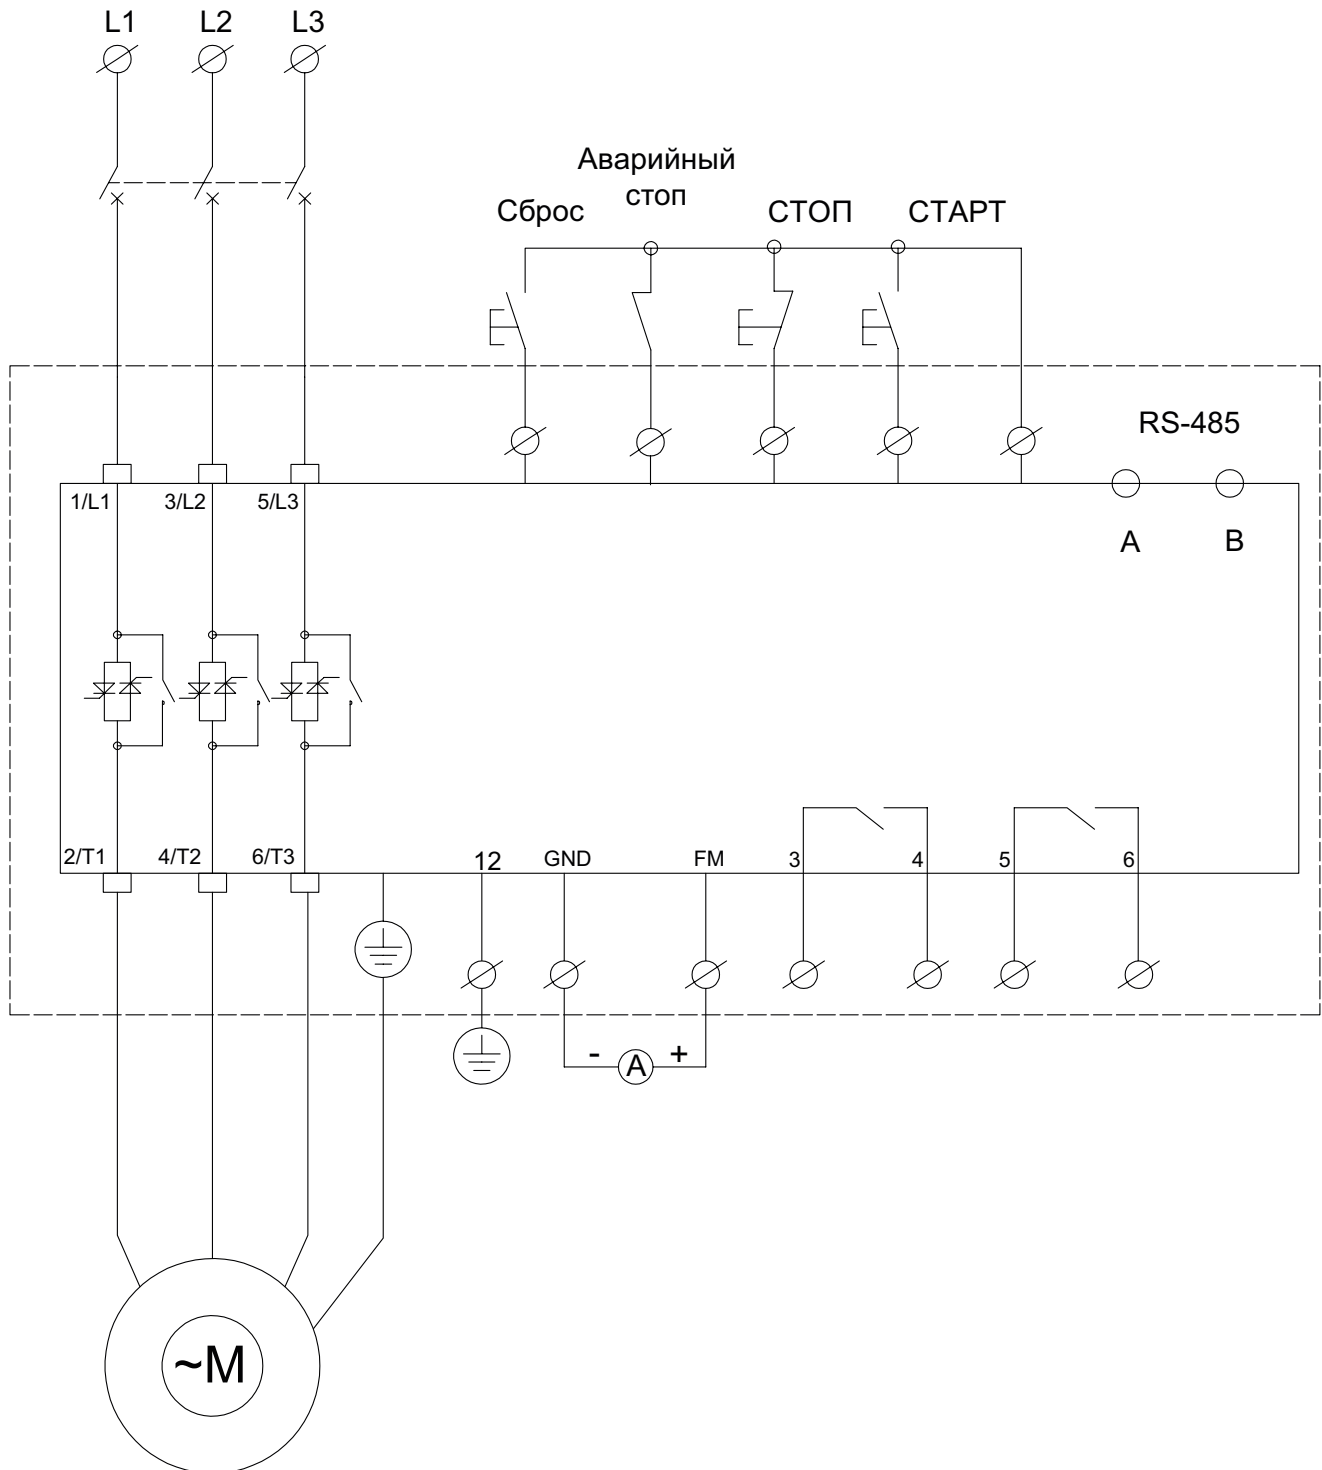 L1 L2 L3
Аварийный
стоп
Сброс СТОП СТАРТ
RS-485
1/L1 3/L2 5/L3
A B
2/T1 4/T2 6/T3 12 GND FM 3 4 5 6
- A +
~M